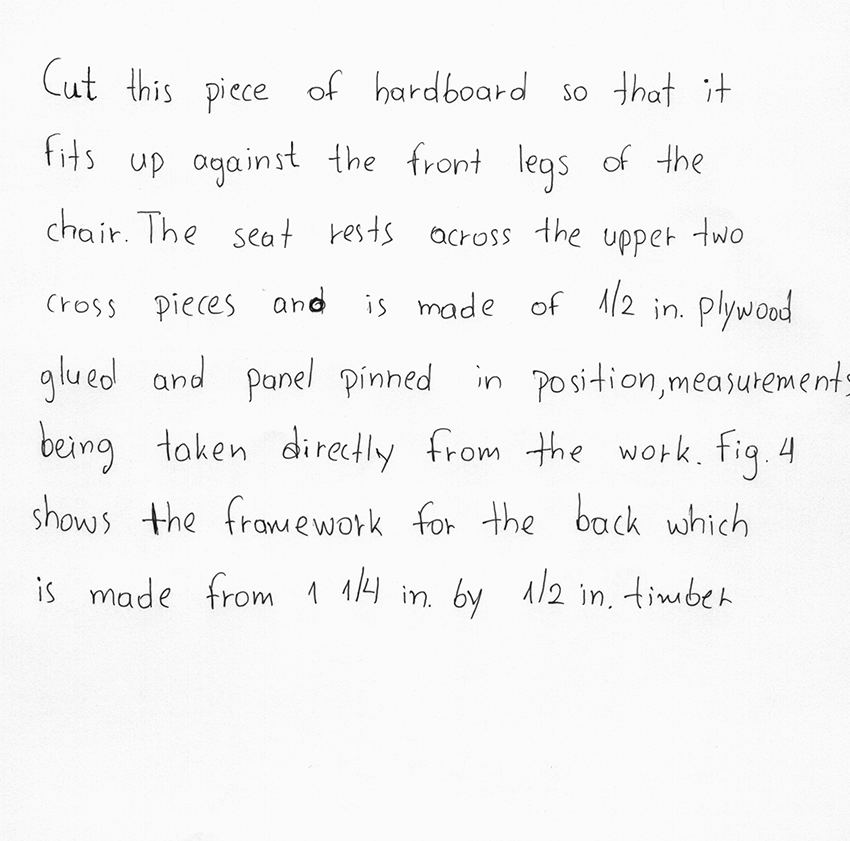 Cut this piece of hardboard so that it
fits up against the front legs of the
chair. The seat rests across the upper two
cross pieces and is made of 1/2 in. plywood
glued and panel pinned in position, measurements
being taken directly from the work. Fig. 4
shows the framework for the back which
is made from 1 1/4 in. by 1/2 in. timber